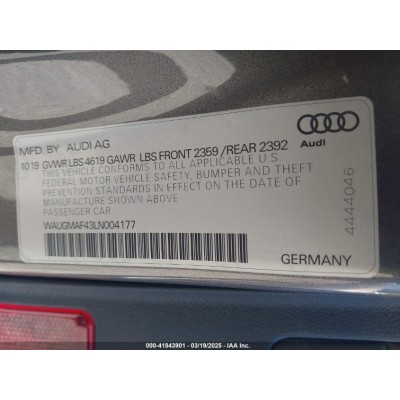 MFD. BY AUDI AG
10 19 GVWR LBS 4619 GAWR LBS FRONT 2359 / REAR 2392
THIS VEHICLE CONFORMS TO ALL APPLICABLE U S
FEDERAL MOTOR VEHICLE SAFETY, BUMPER AND THEFT
PREVENTION STANDARDS IN EFFECT ON THE DATE OF
MANUFACTURE SHOWN ABOVE
PASSENGER CAR
WAUGMAF43LN004177
Audi
4444046
GERMANY
000-41843901 — 03/19/2025 — IAA Inc.